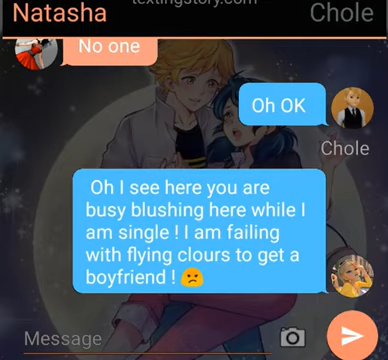 textingstory.com
Natasha Chole
No one
Oh OK
Chole
Oh I see here you are
busy blushing here while I
am single ! I am failing
with flying clours to get a
boyfriend ! 😕
Message